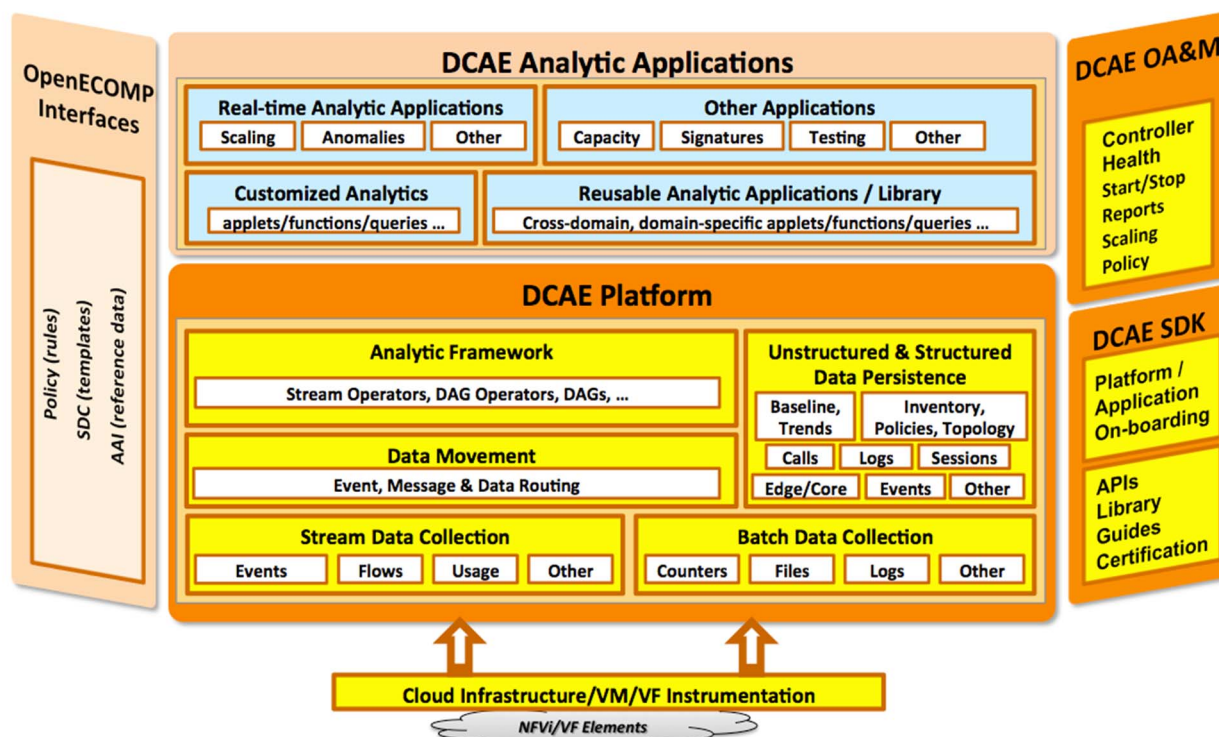 OpenECOMP
Interfaces
Policy (rules)
SDC (templates)
AAI (reference data)
DCAE Analytic Applications
Real-time Analytic Applications
Scaling
Anomalies
Other
Other Applications
Capacity
Signatures
Testing
Other
Customized Analytics
applets/functions/queries ...
Reusable Analytic Applications / Library
Cross-domain, domain-specific applets/functions/queries ...
DCAE Platform
Analytic Framework
Stream Operators, DAG Operators, DAGs, ...
Data Movement
Event, Message & Data Routing
Unstructured & Structured
Data Persistence
Baseline,
Trends
Inventory,
Policies, Topology
Calls
Logs
Sessions
Edge/Core
Events
Other
Stream Data Collection
Events
Flows
Usage
Other
Batch Data Collection
Counters
Files
Logs
Other
DCAE OA&M
Controller
Health
Start/Stop
Reports
Scaling
Policy
DCAE SDK
Platform /
Application
On-boarding
APIs
Library
Guides
Certification
Cloud Infrastructure/VM/VF Instrumentation
NFVi/VF Elements